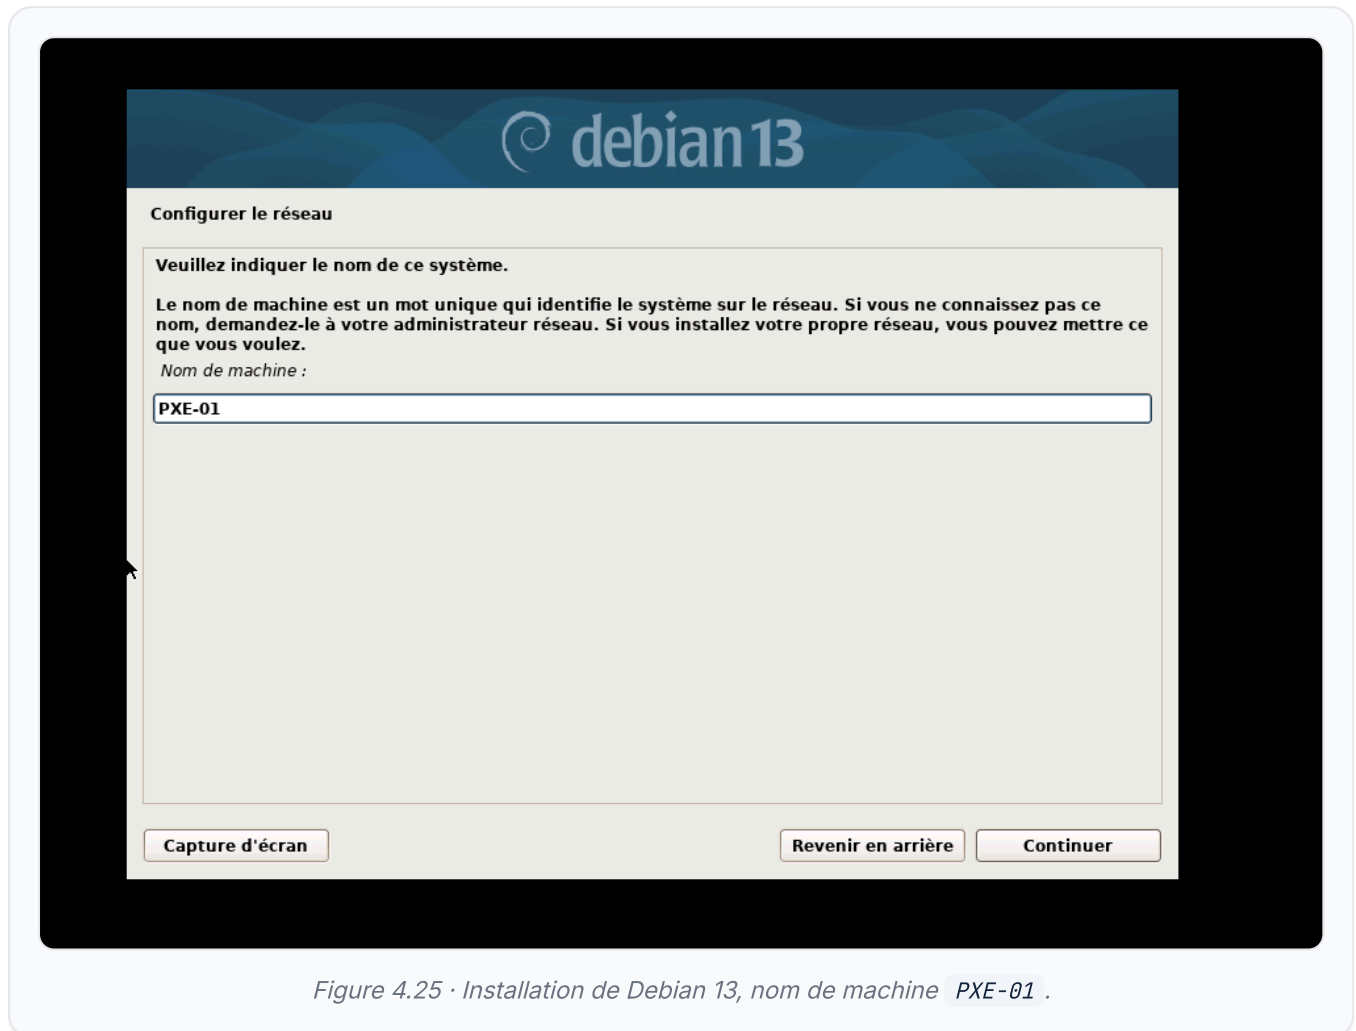 debian 13
Configurer le réseau
Veuillez indiquer le nom de ce système.
Le nom de machine est un mot unique qui identifie le système sur le réseau. Si vous ne connaissez pas ce
nom, demandez-le à votre administrateur réseau. Si vous installez votre propre réseau, vous pouvez mettre ce
que vous voulez.
Nom de machine :
PXE-01
Capture d'écran
Revenir en arrière
Continuer
Figure 4.25 · Installation de Debian 13, nom de machine PXE-01.